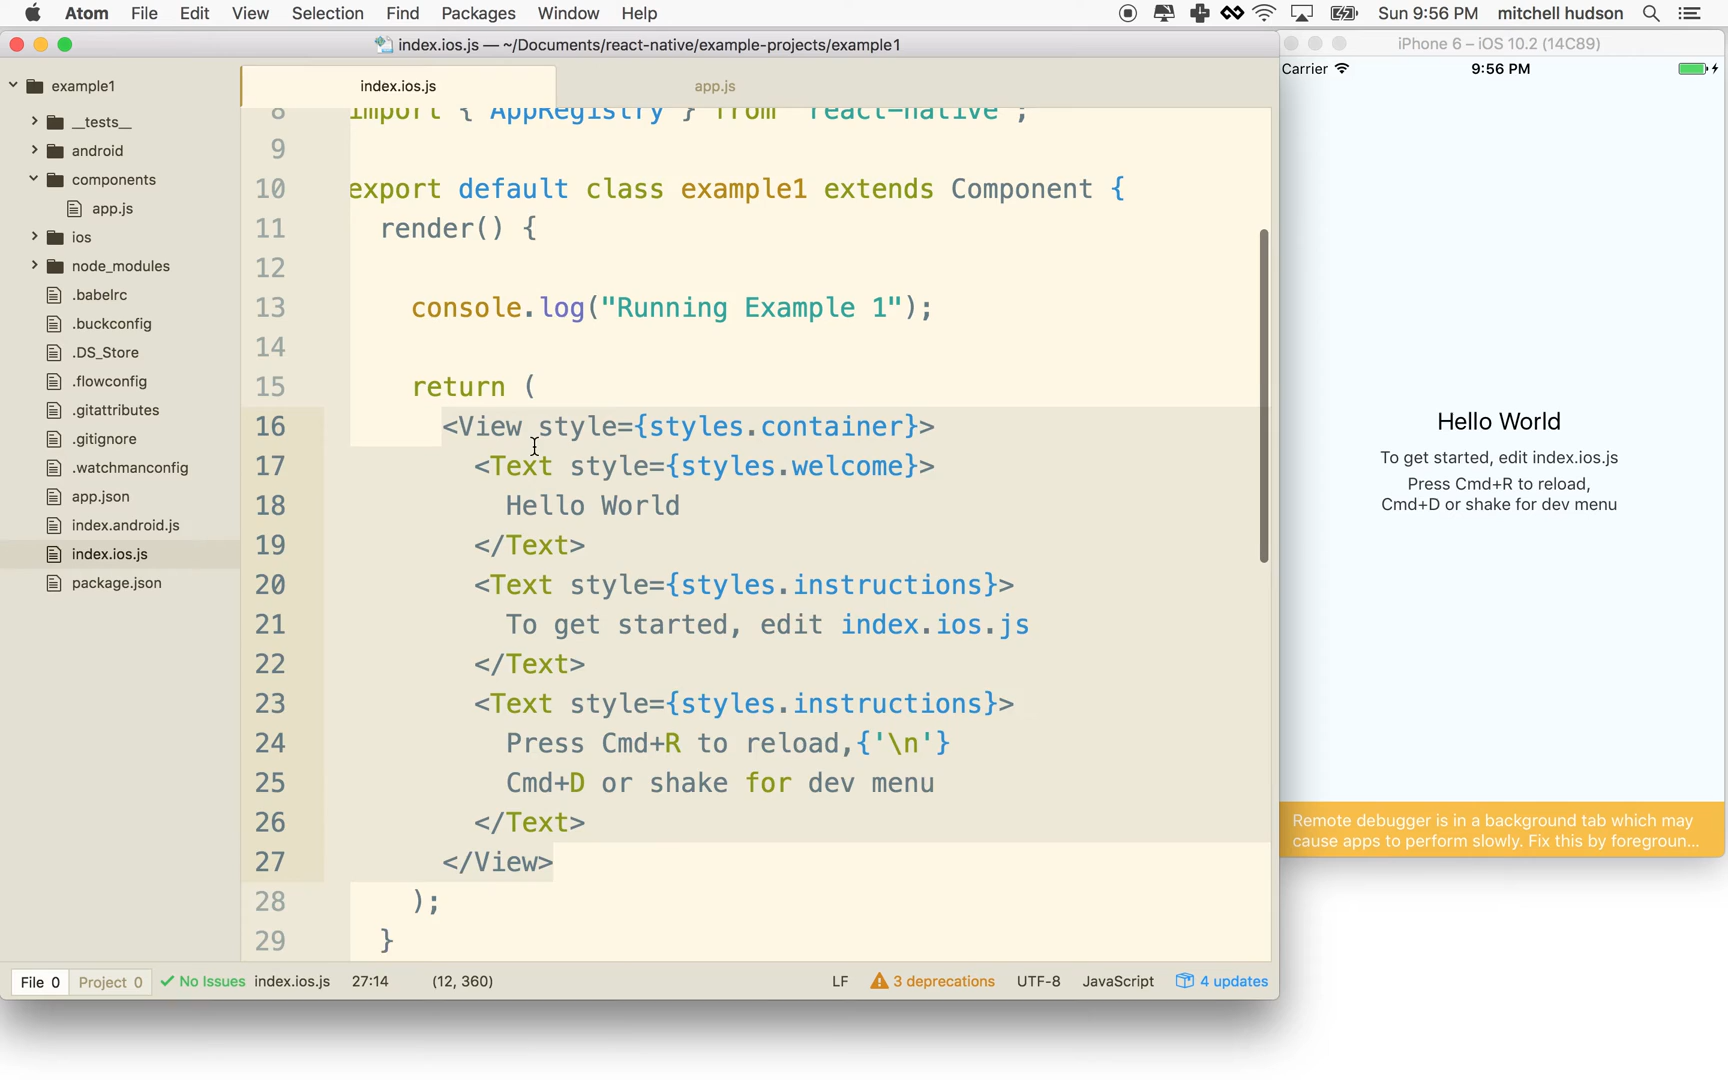 Atom File Edit View Selection Find Packages Window Help Sun 9:56 PM mitchell hudson
index.ios.js — ~/Documents/react-native/example-projects/example1
iPhone 6 – iOS 10.2 (14C89)
Carrier 9:56 PM
example1
__tests__
android
components
app.js
ios
node_modules
.babelrc
.buckconfig
.DS_Store
.flowconfig
.gitattributes
.gitignore
.watchmanconfig
app.json
index.android.js
index.ios.js
package.json
index.ios.js app.js
8 import { AppRegistry } from 'react-native';
9
10 export default class example1 extends Component {
11 render() {
12
13 console.log("Running Example 1");
14
15 return (
16 <View style={styles.container}>
17 <Text style={styles.welcome}>
18 Hello World
19 </Text>
20 <Text style={styles.instructions}>
21 To get started, edit index.ios.js
22 </Text>
23 <Text style={styles.instructions}>
24 Press Cmd+R to reload,{'\n'}
25 Cmd+D or shake for dev menu
26 </Text>
27 </View>
28 );
29 }
File 0 Project 0 No Issues index.ios.js 27:14 (12, 360) LF 3 deprecations UTF-8 JavaScript 4 updates
Hello World
To get started, edit index.ios.js
Press Cmd+R to reload,
Cmd+D or shake for dev menu
Remote debugger is in a background tab which may
cause apps to perform slowly. Fix this by foregroun...